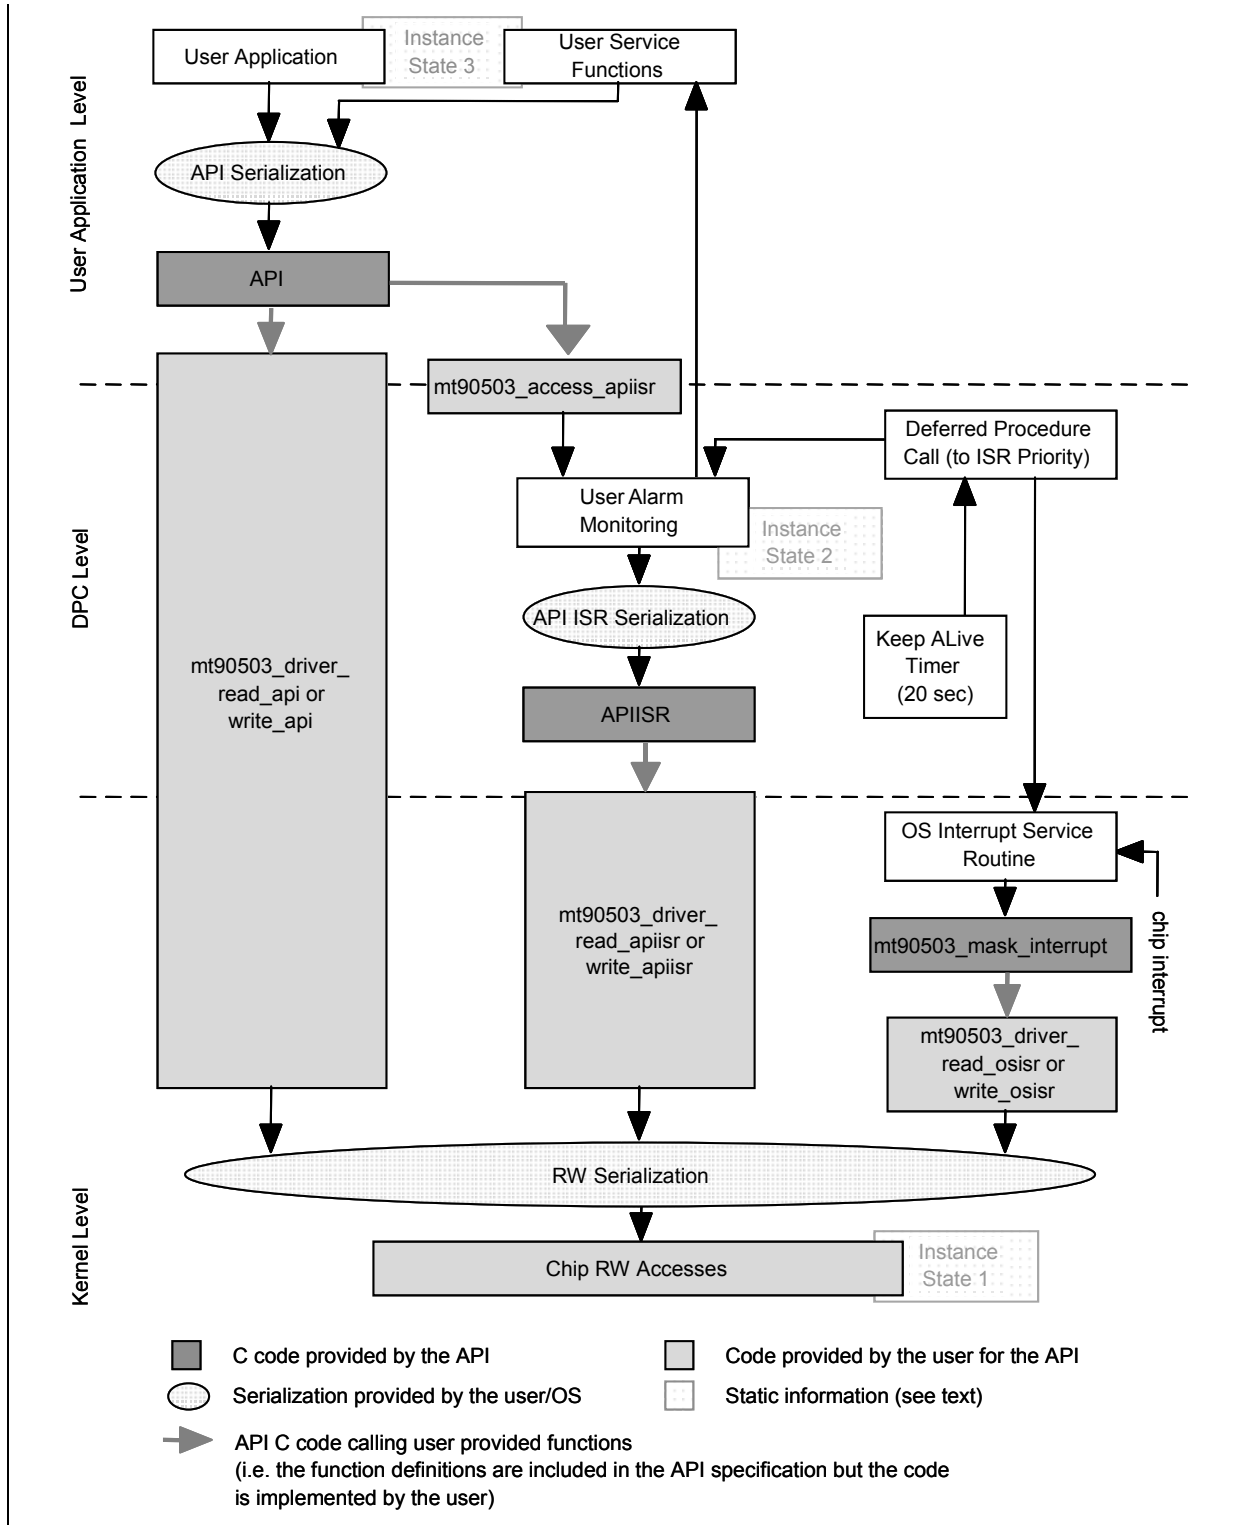 User Application
Instance
State 3
User Service
Functions
API Serialization
User Application Level
API
mt90503_access_apiisr
Deferred Procedure
Call (to ISR Priority)
User Alarm
Monitoring
Instance
State 2
DPC Level
API ISR Serialization
Keep ALive
Timer
(20 sec)
mt90503_driver_
read_api or
write_api
APIISR
OS Interrupt Service
Routine
mt90503_driver_
read_apiisr or
write_apiisr
mt90503_mask_interrupt
chip interrupt
mt90503_driver_
read_osisr or
write_osisr
RW Serialization
Kernel Level
Chip RW Accesses
Instance
State 1
C code provided by the API
Code provided by the user for the API
Serialization provided by the user/OS
Static information (see text)
API C code calling user provided functions
(i.e. the function definitions are included in the API specification but the code
is implemented by the user)